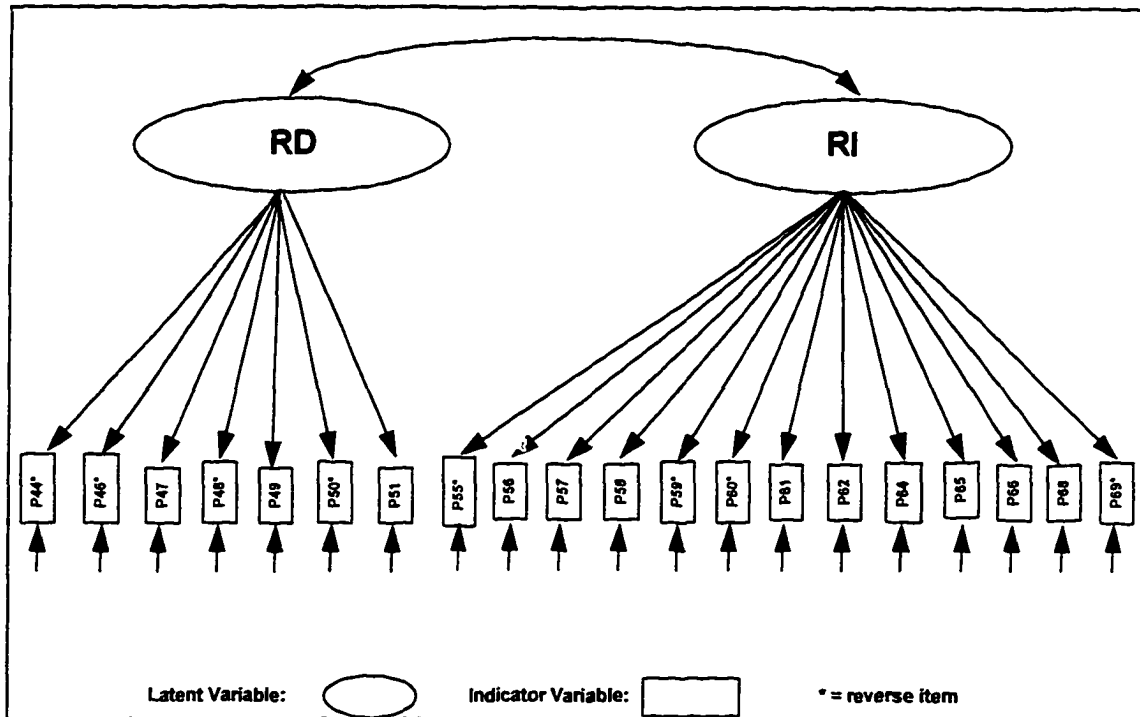 RD RI
P44* P46* P47 P48* P49 P50* P51 P55* P56 P57 P58 P59* P60* P61 P62 P64 P65 P66 P68 P69*
Latent Variable: Indicator Variable: * = reverse item